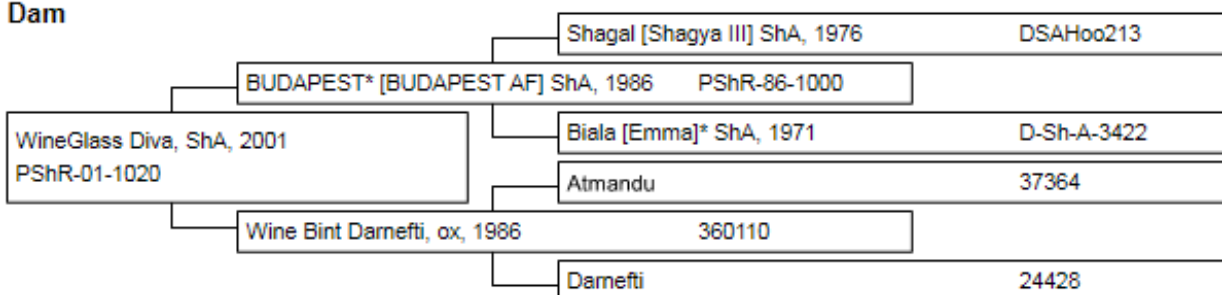 Dam
Shagal [Shagya III] ShA, 1976 DSAHoo213
BUDAPEST* [BUDAPEST AF] ShA, 1986 PShR-86-1000
Biala [Emma]* ShA, 1971 D-Sh-A-3422
WineGlass Diva, ShA, 2001
PShR-01-1020
Atmandu 37364
Wine Bint Darnefti, ox, 1986 360110
Darnefti 24428